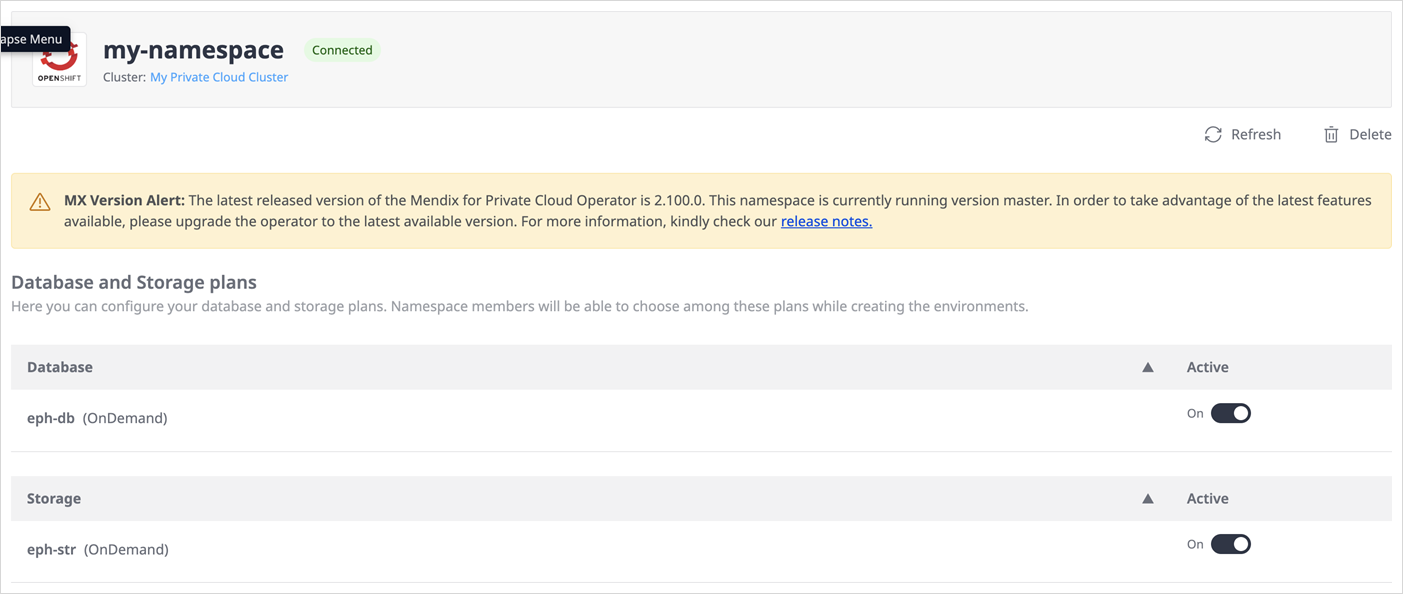 apse Menu
OPENSHIFT
my-namespace Connected
Cluster: My Private Cloud Cluster
Refresh Delete
MX Version Alert: The latest released version of the Mendix for Private Cloud Operator is 2.100.0. This namespace is currently running version master. In order to take advantage of the latest features
available, please upgrade the operator to the latest available version. For more information, kindly check our release notes.
Database and Storage plans
Here you can configure your database and storage plans. Namespace members will be able to choose among these plans while creating the environments.
Database ▲ Active
eph-db (OnDemand) On
Storage ▲ Active
eph-str (OnDemand) On